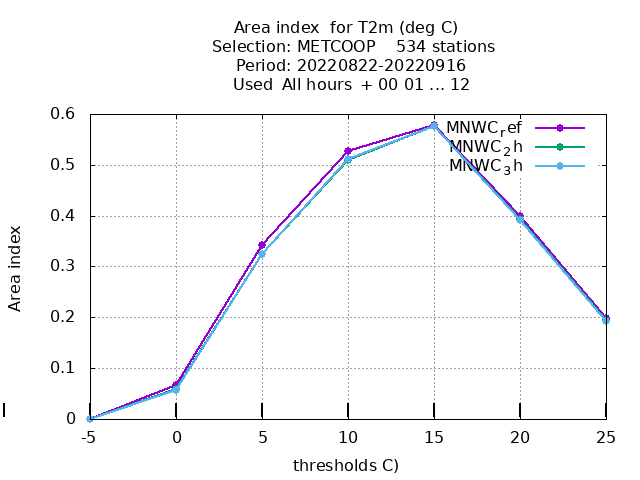 Area index  for T2m (deg C)
Selection: METCOOP    534 stations
Period: 20220822-20220916
Used  All hours  + 00 01 ... 12
MNWC_ref
MNWC_2h
MNWC_3h
0.6
0.5
0.4
0.3
0.2
0.1
0
Area index
-5 0 5 10 15 20 25
thresholds C)